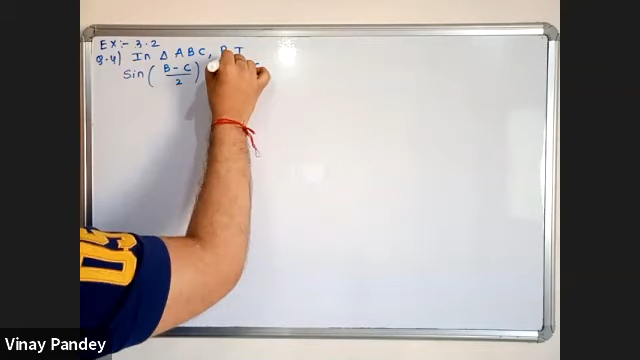 Ex:- 3.2
Q.4) In Δ ABC, P.T
Sin ( B - C / 2 )
Vinay Pandey